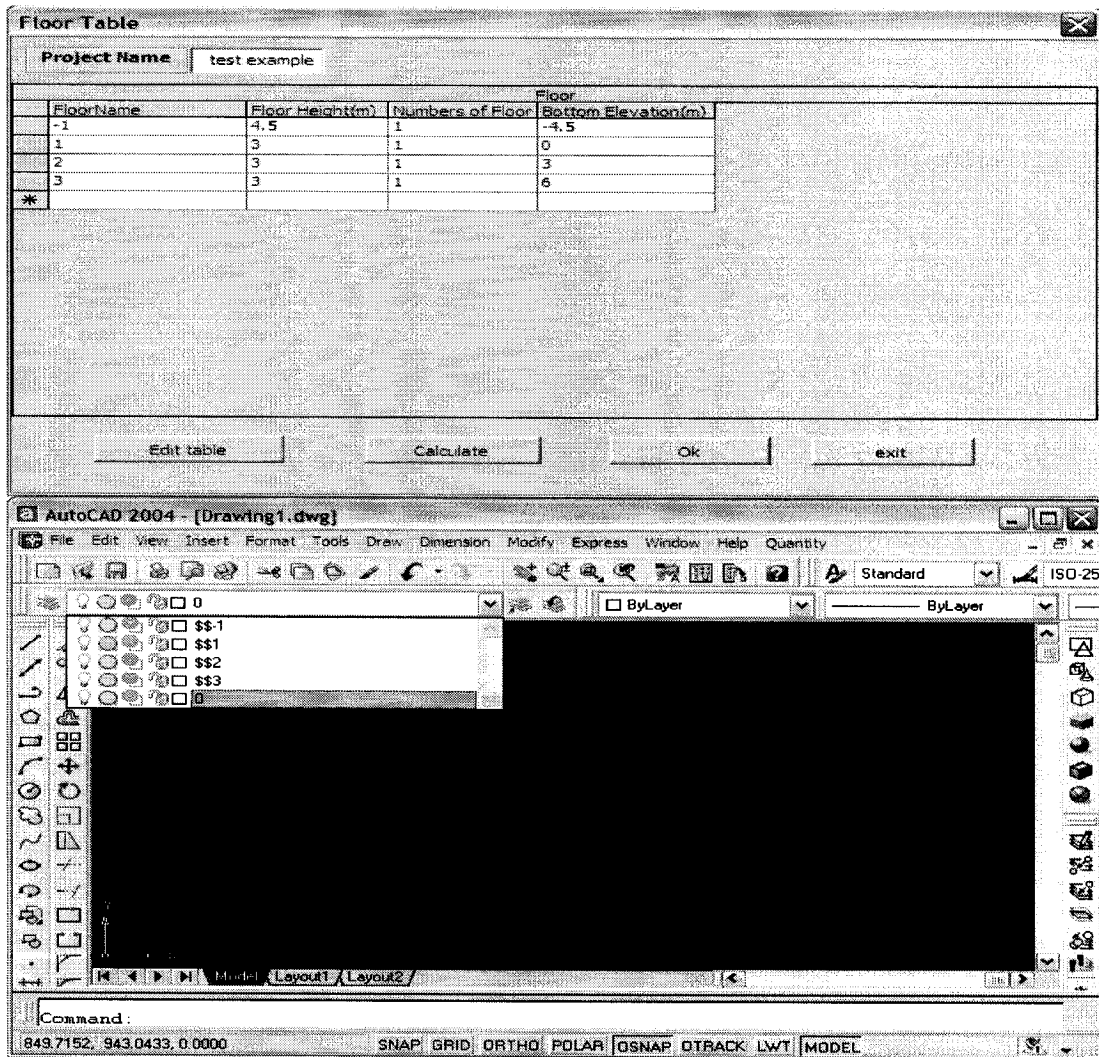 Floor Table
Project Name test example
Floor
FloorName Floor Height(m) Numbers of Floor Bottom Elevation(m)
-1 4.5 1 -4.5
1 3 1 0
2 3 1 3
3 3 1 6
*
Edit table Calculate Ok exit
AutoCAD 2004 - [Drawing1.dwg]
File Edit View Insert Format Tools Draw Dimension Modify Express Window Help Quantity
Standard ISO-25
0 ByLayer ByLayer
$$-1
$$1
$$2
$$3
0
Model Layout1 Layout2
Command:
849.7152, 943.0433, 0.0000 SNAP GRID ORTHO POLAR OSNAP OTRACK LWT MODEL